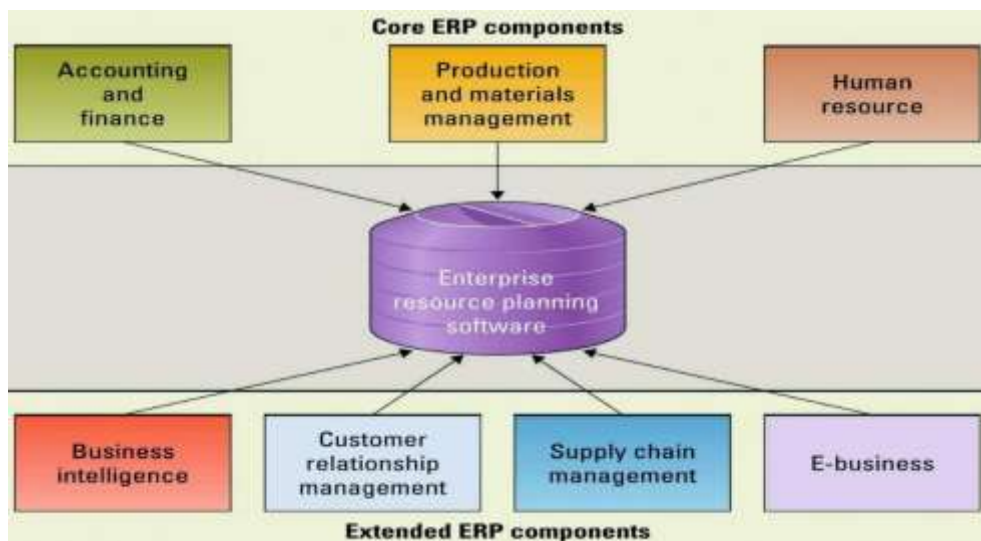 Core ERP components
Accounting
and
finance
Production
and materials
management
Human
resource
Enterprise
resource planning
software
Business
intelligence
Customer
relationship
management
Supply chain
management
E-business
Extended ERP components